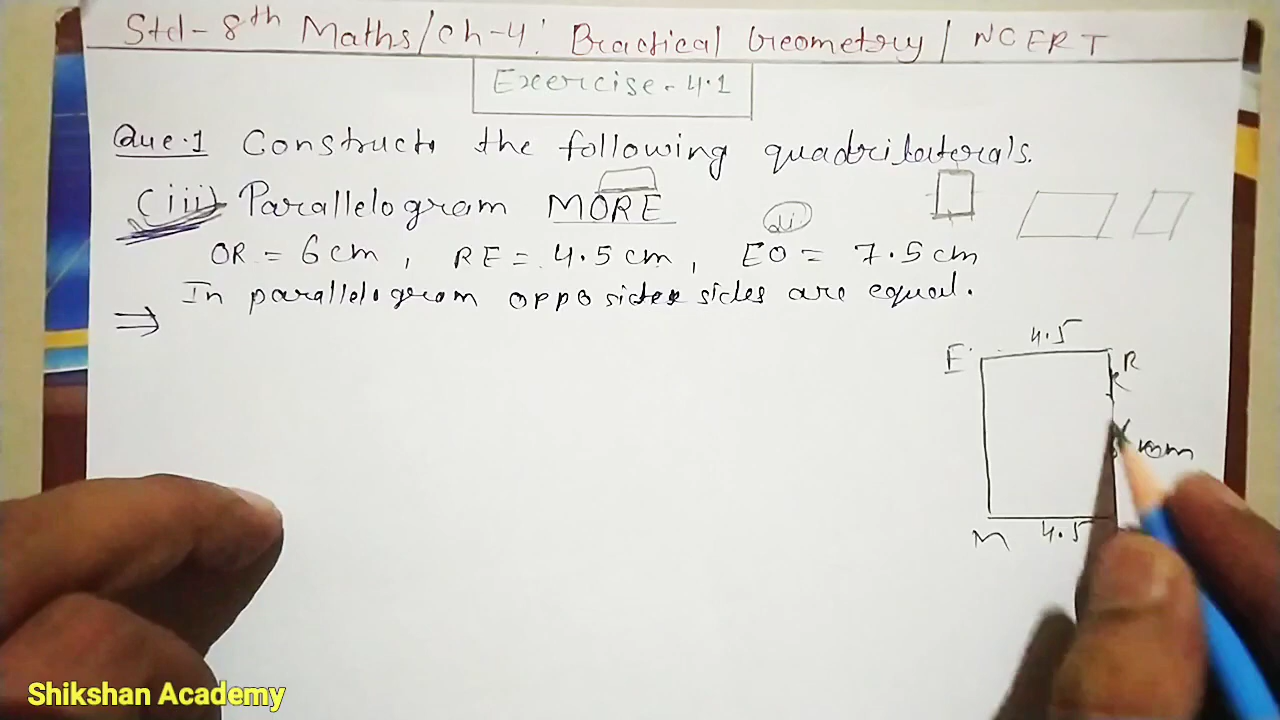 Std - 8th Maths / Ch-4: Practical Geometry / NCERT
Exercise - 4.1
Que.1 Construct the following quadrilaterals.
(iii) Parallelogram MORE
OR = 6 cm, RE = 4.5 cm, EO = 7.5 cm
In parallelogram opposite sides are equal.
⇒
4.5
E R
M 4.5
Shikshan Academy